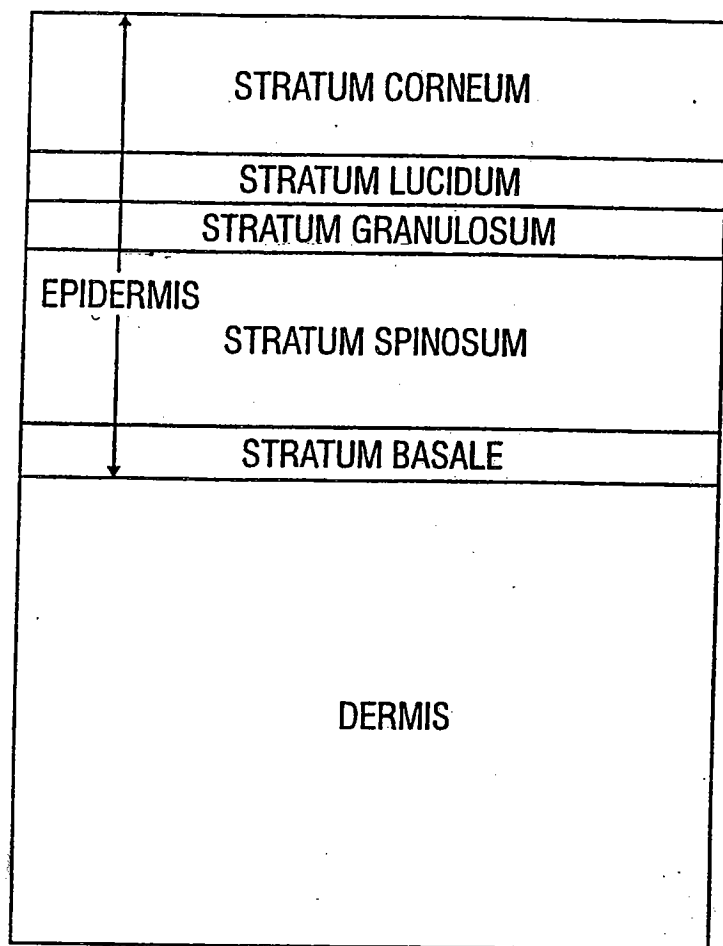 STRATUM CORNEUM
STRATUM LUCIDUM
STRATUM GRANULOSUM
EPIDERMIS
STRATUM SPINOSUM
STRATUM BASALE
DERMIS